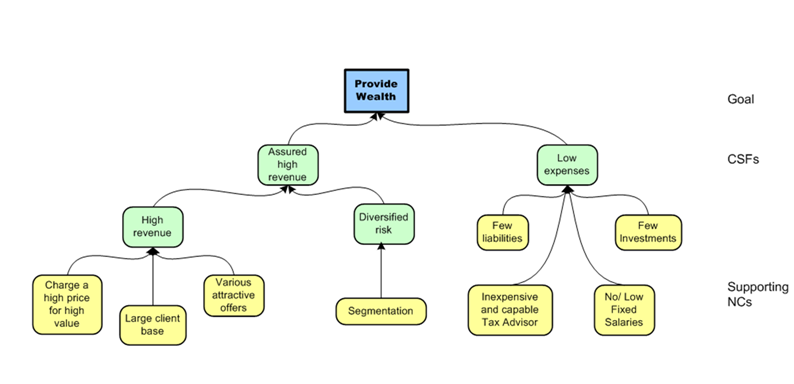 Provide
Wealth
Goal
Assured
high
revenue
Low
expenses
CSFs
High
revenue
Diversified
risk
Few
liabilities
Few
Investments
Charge a
high price
for high
value
Large client
base
Various
attractive
offers
Segmentation
Inexpensive
and capable
Tax Advisor
No/ Low
Fixed
Salaries
Supporting
NCs